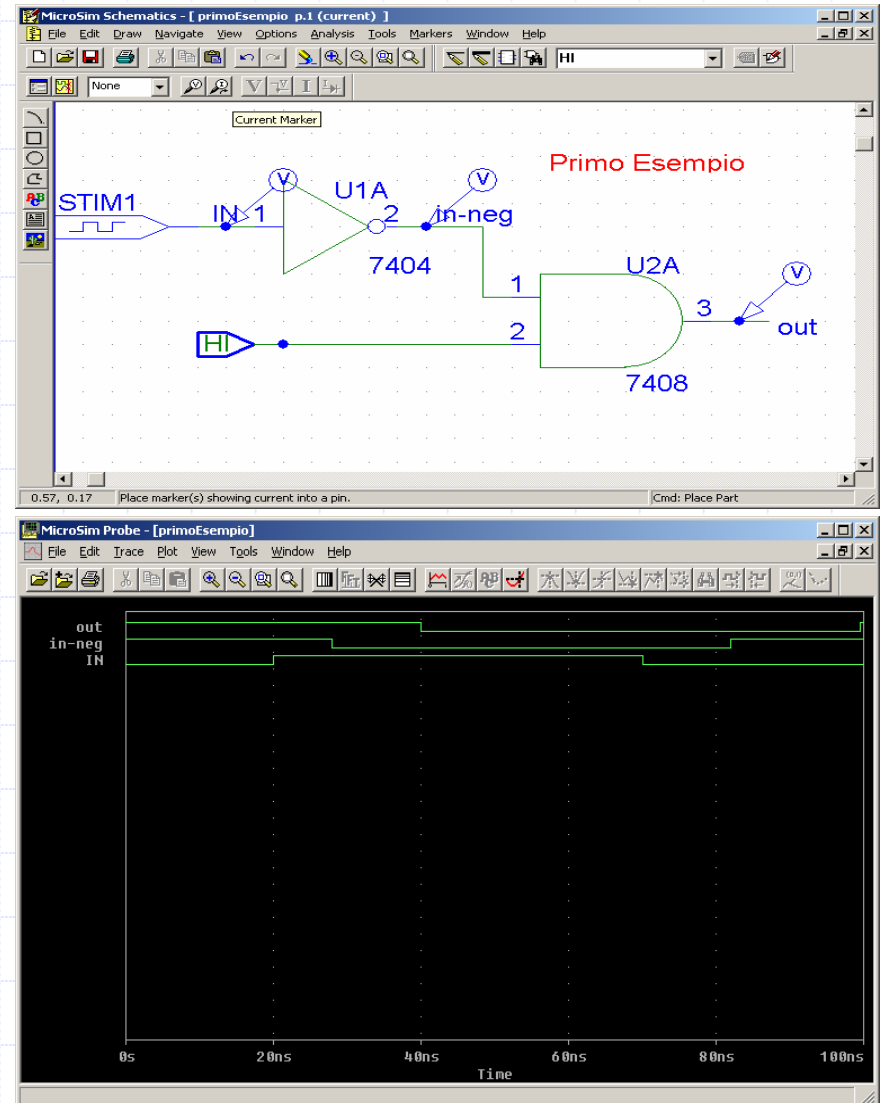 MicroSim Schematics - [ primoEsempio p.1 (current) ]
File Edit Draw Navigate View Options Analysis Tools Markers Window Help
HI
None
V I
Current Marker
Primo Esempio
STIM1
IN 1
V
U1A
2
V
in-neg
7404
U2A
V
1
3
out
HI
2
7408
0.57, 0.17 Place marker(s) showing current into a pin. Cmd: Place Part
MicroSim Probe - [primoEsempio]
File Edit Trace Plot View Tools Window Help
out
in-neg
IN
0s 20ns 40ns 60ns 80ns 100ns
Time